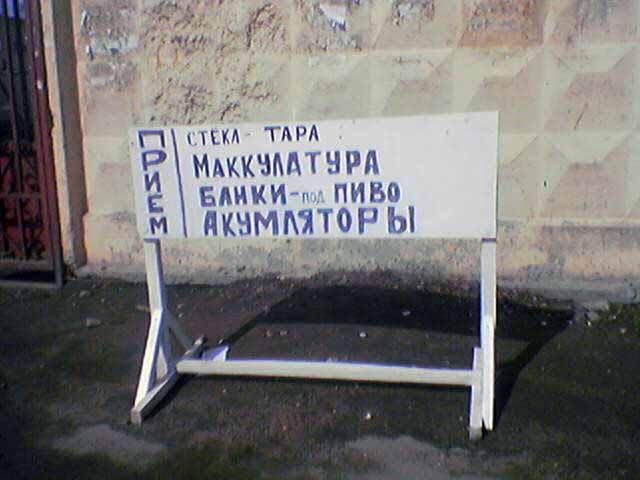 ПРИЕМ
СТЕКЛ- ТАРА
МАККУЛАТУРА
БАНКИ-ПОД ПИВО
АКУМЛЯТОРЫ